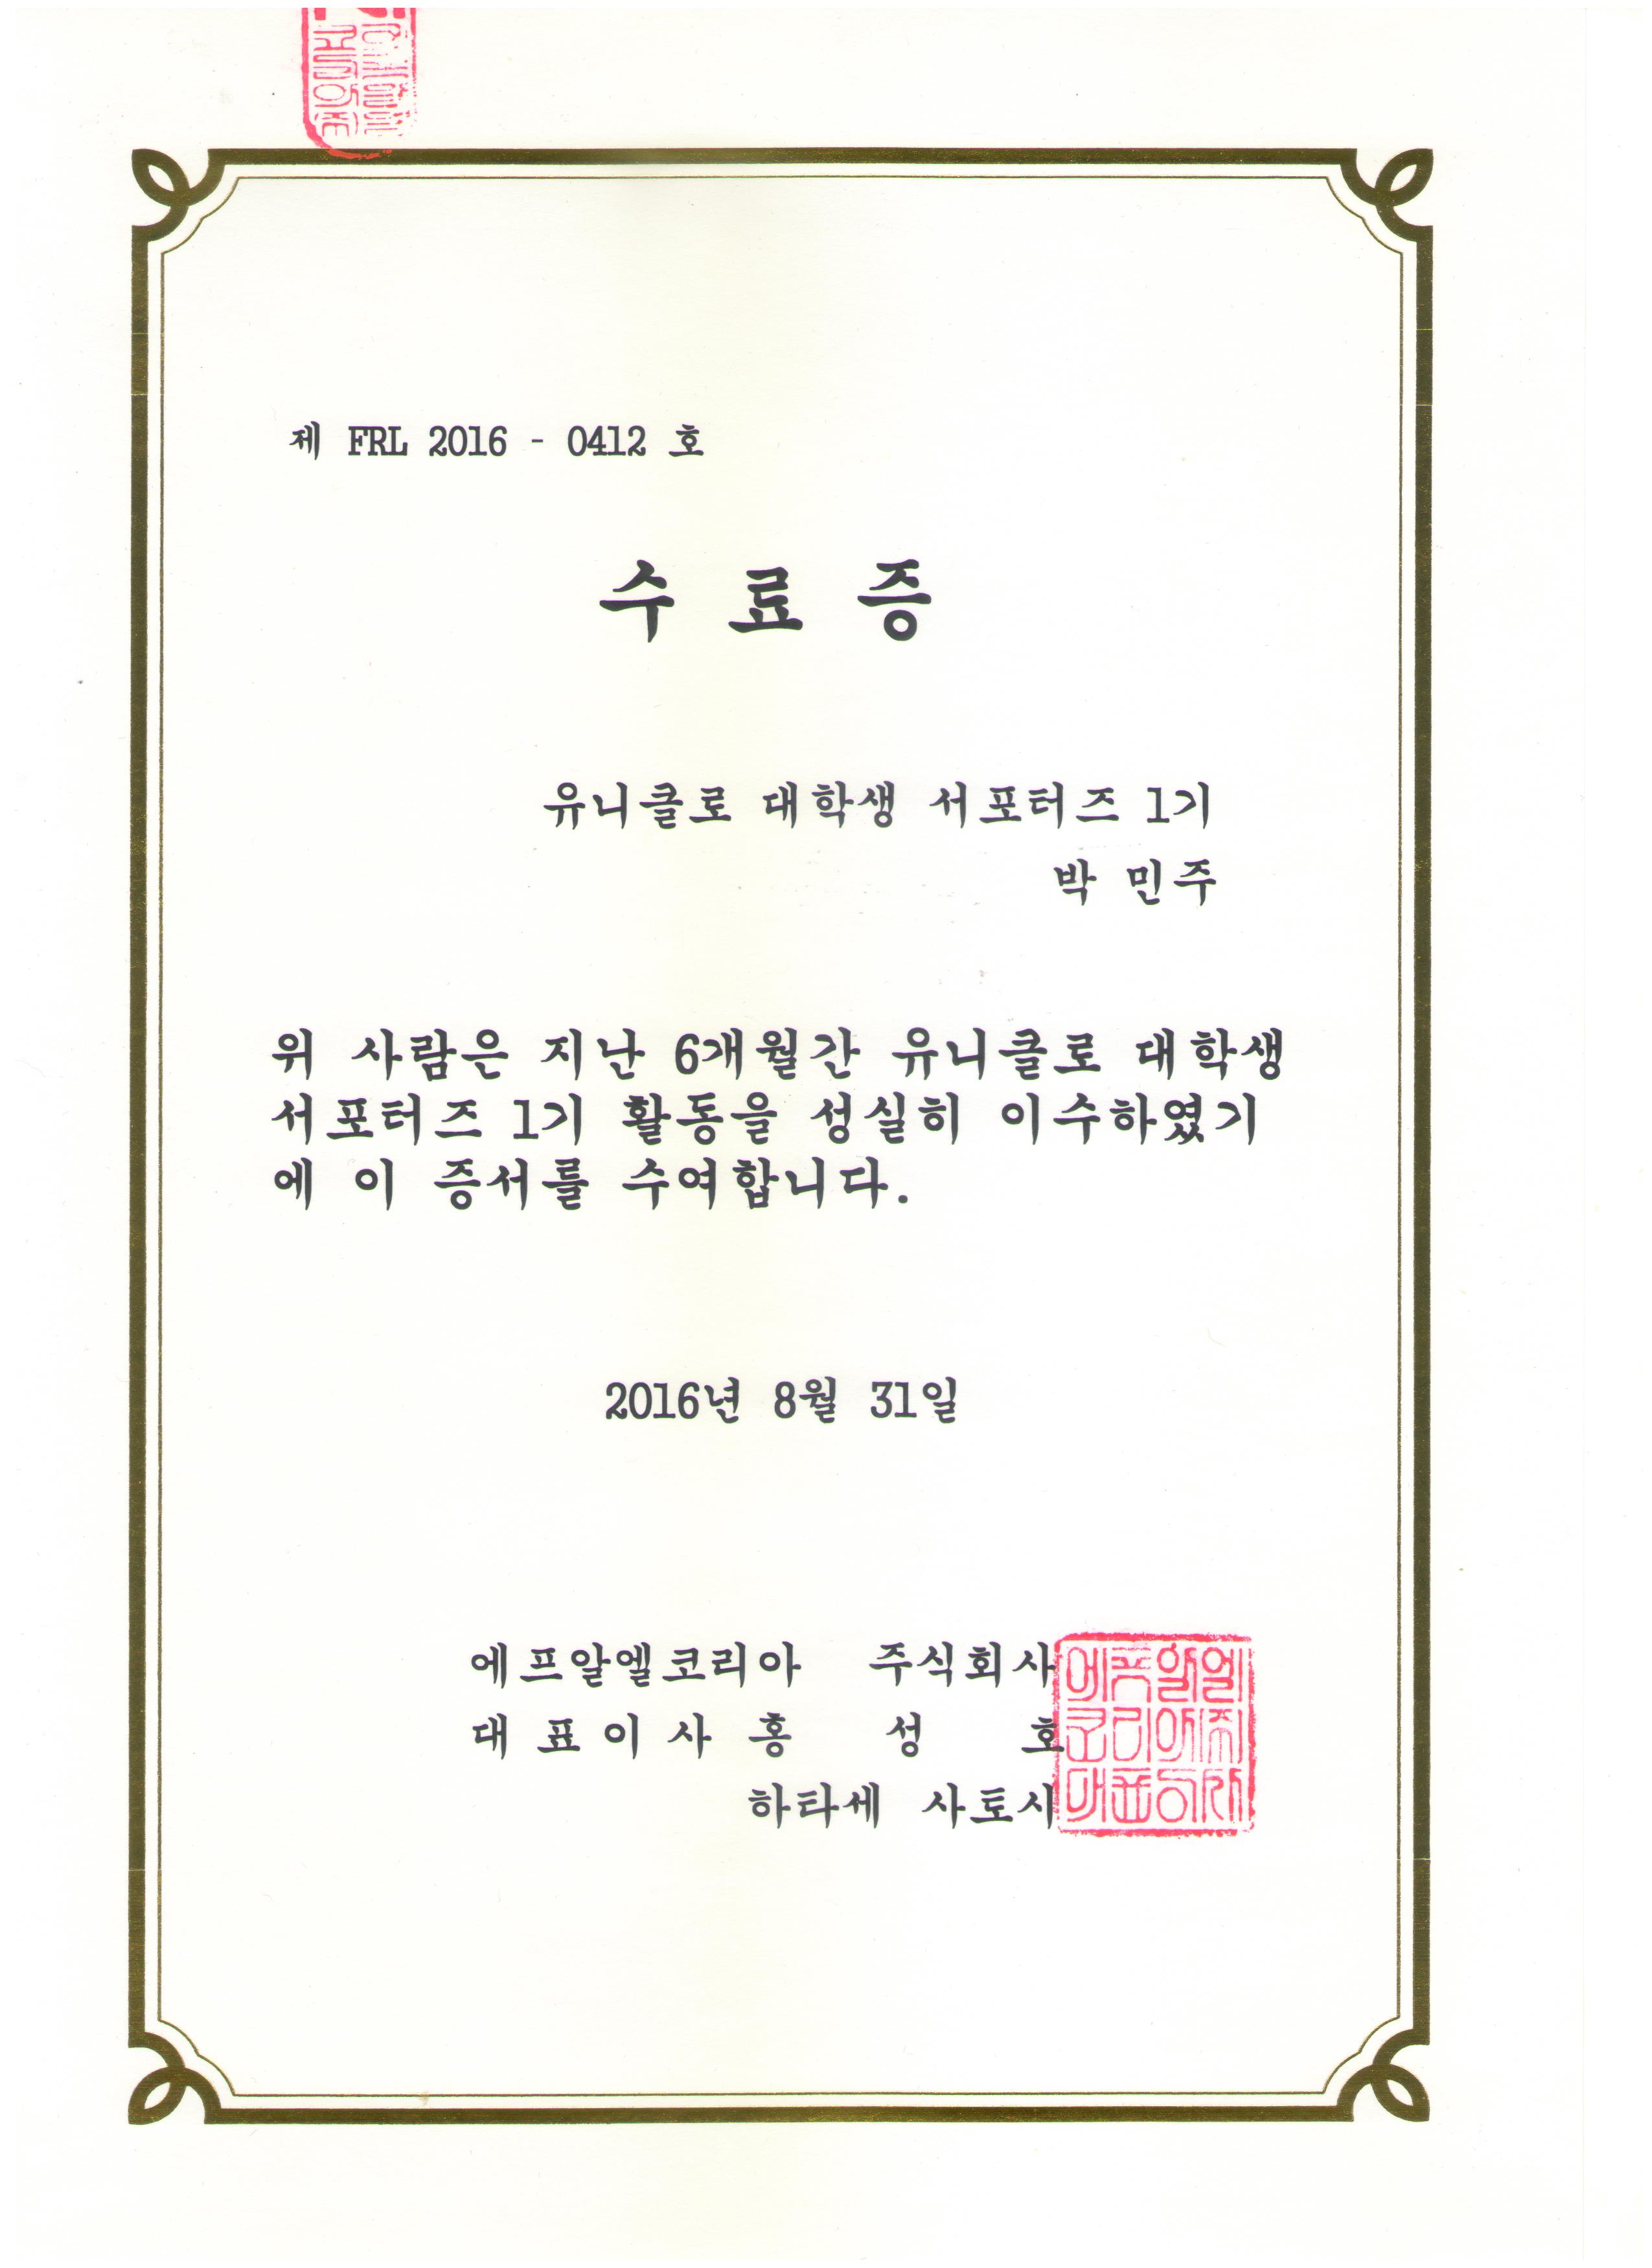 제 FRL 2016 - 0412 호
수 료 증
유니클로 대학생 서포터즈 1기
박 민주
위 사람은 지난 6개월간 유니클로 대학생
서포터즈 1기 활동을 성실히 이수하였기
에 이 증서를 수여합니다.
2016년 8월 31일
에프알엘코리아 주식회사
대 표 이 사 홍 성 호
하타세 사토시
에프알엘
코리아쥐
대표이사